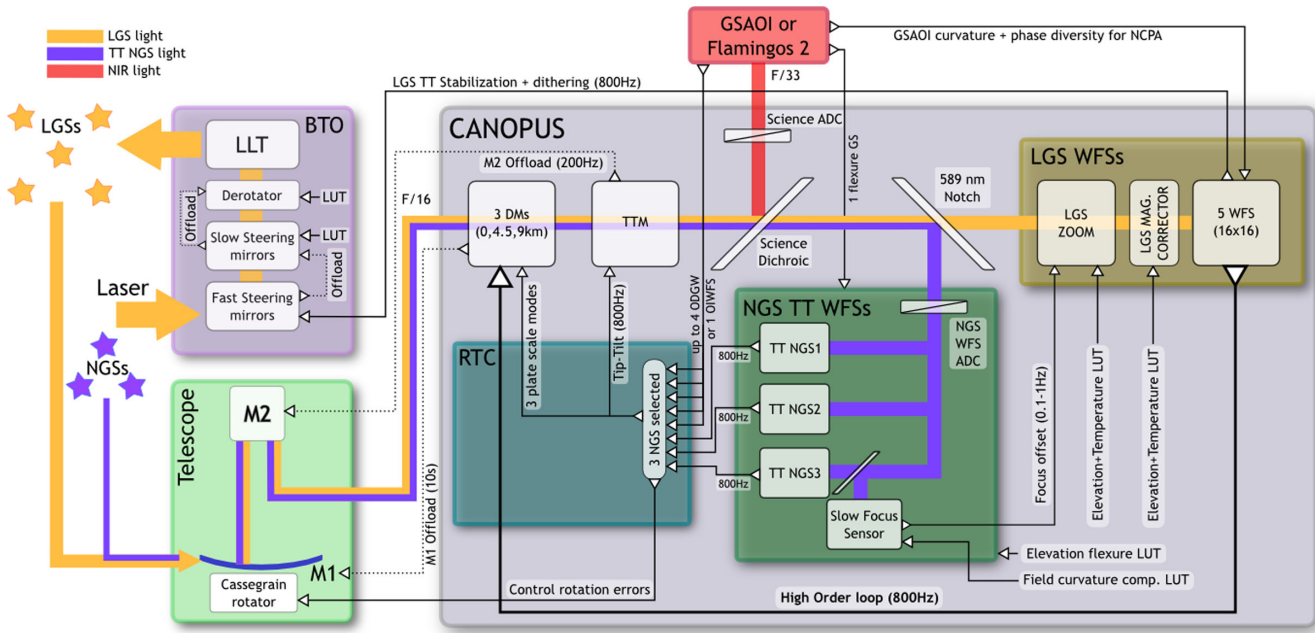 LGS light
TT NGS light
NIR light
GSAOI or
Flamingos 2
GSAOI curvature + phase diversity for NCPA
F/33
LGS TT Stabilization + dithering (800Hz)
LGSs
BTO
LLT
Derotator
LUT
Offload
Slow Steering
mirrors
LUT
Offload
Fast Steering
mirrors
Laser
NGSs
CANOPUS
Science ADC
M2 Offload (200Hz)
F/16
3 DMs
(0,4.5,9km)
TTM
1 flexure GS
Science
Dichroic
589 nm
Notch
LGS WFSs
LGS
ZOOM
LGS MAG.
CORRECTOR
5 WFS
(16x16)
Telescope
M2
M1
Cassegrain
rotator
M1 Offload (10s)
RTC
3 plate scale modes
Tip-Tilt (800Hz)
up to 4 ODGW
or 1 OIWFS
3 NGS selected
Control rotation errors
NGS TT WFSs
NGS
WFS
ADC
TT NGS1
800Hz
TT NGS2
800Hz
TT NGS3
800Hz
Slow Focus
Sensor
Focus offset (0.1-1Hz)
Elevation+Temperature LUT
Elevation+Temperature LUT
Elevation flexure LUT
Field curvature comp. LUT
High Order loop (800Hz)